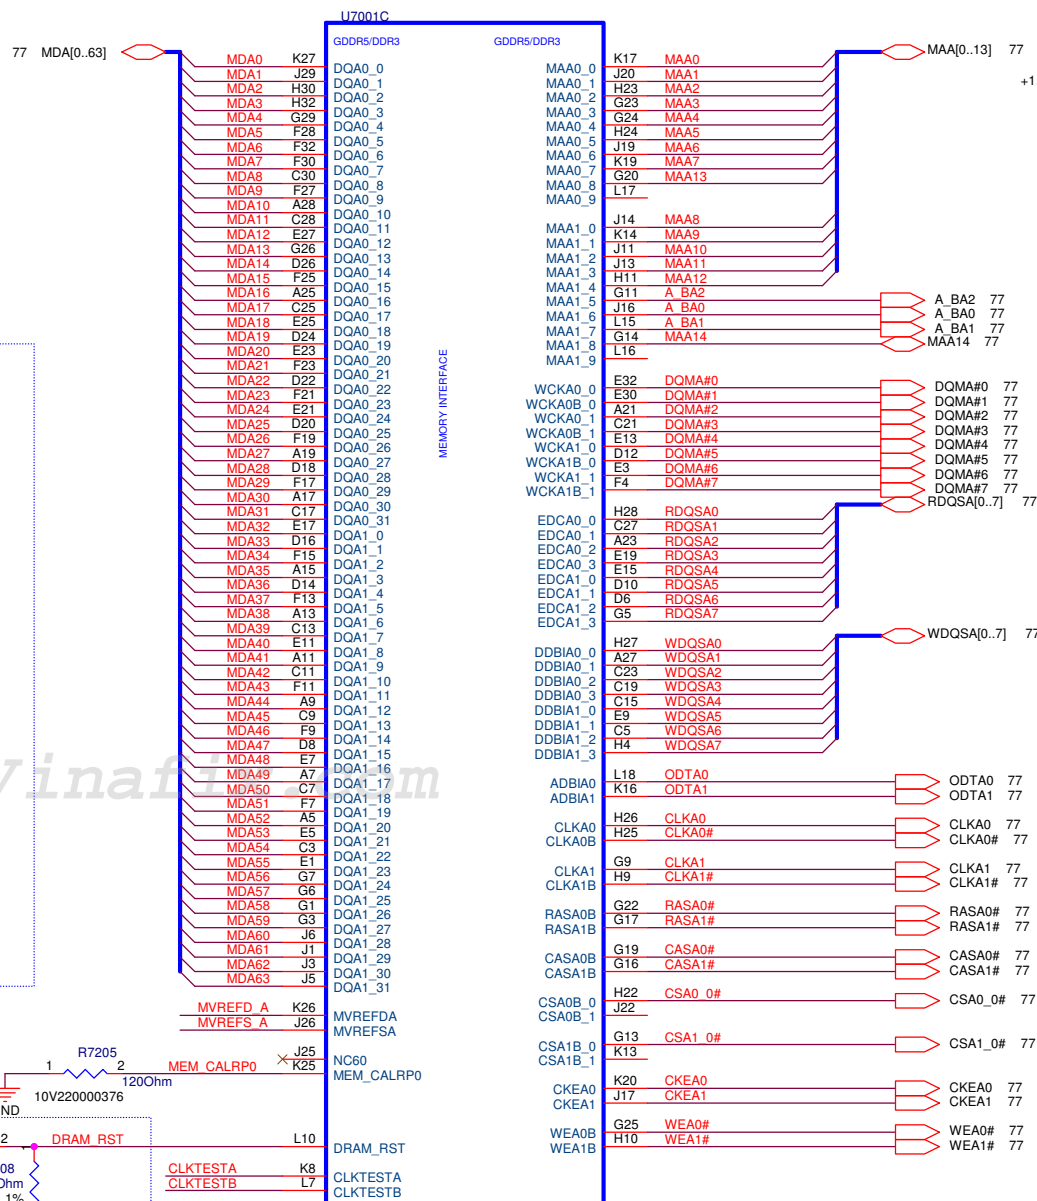 U7001C
GDDR5/DDR3 GDDR5/DDR3
77 MDA[0..63]
MAA[0..13] 77
+1
MEMORY INTERFACE
MDA0 K27 DQA0_0
MDA1 J29 DQA0_1
MDA2 H30 DQA0_2
MDA3 H32 DQA0_3
MDA4 G29 DQA0_4
MDA5 F28 DQA0_5
MDA6 F32 DQA0_6
MDA7 F30 DQA0_7
MDA8 C30 DQA0_8
MDA9 F27 DQA0_9
MDA10 A28 DQA0_10
MDA11 C28 DQA0_11
MDA12 E27 DQA0_12
MDA13 G26 DQA0_13
MDA14 D26 DQA0_14
MDA15 F25 DQA0_15
MDA16 A25 DQA0_16
MDA17 C25 DQA0_17
MDA18 E25 DQA0_18
MDA19 D24 DQA0_19
MDA20 E23 DQA0_20
MDA21 F23 DQA0_21
MDA22 D22 DQA0_22
MDA23 F21 DQA0_23
MDA24 E21 DQA0_24
MDA25 D20 DQA0_25
MDA26 F19 DQA0_26
MDA27 A19 DQA0_27
MDA28 D18 DQA0_28
MDA29 F17 DQA0_29
MDA30 A17 DQA0_30
MDA31 C17 DQA0_31
MDA32 E17 DQA1_0
MDA33 D16 DQA1_1
MDA34 F15 DQA1_2
MDA35 A15 DQA1_3
MDA36 D14 DQA1_4
MDA37 F13 DQA1_5
MDA38 A13 DQA1_6
MDA39 C13 DQA1_7
MDA40 E11 DQA1_8
MDA41 A11 DQA1_9
MDA42 C11 DQA1_10
MDA43 F11 DQA1_11
MDA44 A9 DQA1_12
MDA45 C9 DQA1_13
MDA46 F9 DQA1_14
MDA47 D8 DQA1_15
MDA48 E7 DQA1_16
MDA49 A7 DQA1_17
MDA50 C7 DQA1_18
MDA51 F7 DQA1_19
MDA52 A5 DQA1_20
MDA53 E5 DQA1_21
MDA54 C3 DQA1_22
MDA55 E1 DQA1_23
MDA56 G7 DQA1_24
MDA57 G6 DQA1_25
MDA58 G1 DQA1_26
MDA59 G3 DQA1_27
MDA60 J6 DQA1_28
MDA61 J1 DQA1_29
MDA62 J3 DQA1_30
MDA63 J5 DQA1_31
MVREFD_A K26 MVREFDA
MVREFS_A J26 MVREFSA
J25 NC60
R7205
1 2 MEM_CALRP0 K25 MEM_CALRP0
120Ohm
10V220000376
ND
2 DRAM_RST L10 DRAM_RST
08
Ohm
1%
CLKTESTA K8 CLKTESTA
CLKTESTB L7 CLKTESTB
MAA0_0 K17 MAA0
MAA0_1 J20 MAA1
MAA0_2 H23 MAA2
MAA0_3 G23 MAA3
MAA0_4 G24 MAA4
MAA0_5 H24 MAA5
MAA0_6 J19 MAA6
MAA0_7 K19 MAA7
MAA0_8 G20 MAA13
MAA0_9 L17
MAA1_0 J14 MAA8
MAA1_1 K14 MAA9
MAA1_2 J11 MAA10
MAA1_3 J13 MAA11
MAA1_4 H11 MAA12
MAA1_5 G11 A_BA2 A_BA2 77
MAA1_6 J16 A_BA0 A_BA0 77
MAA1_7 L15 A_BA1 A_BA1 77
MAA1_8 G14 MAA14 MAA14 77
MAA1_9 L16
WCKA0_0 E32 DQMA#0 DQMA#0 77
WCKA0B_0 E30 DQMA#1 DQMA#1 77
WCKA0_1 A21 DQMA#2 DQMA#2 77
WCKA0B_1 C21 DQMA#3 DQMA#3 77
WCKA1_0 E13 DQMA#4 DQMA#4 77
WCKA1B_0 D12 DQMA#5 DQMA#5 77
WCKA1_1 E3 DQMA#6 DQMA#6 77
WCKA1B_1 F4 DQMA#7 DQMA#7 77
RDQSA[0..7] 77
EDCA0_0 H28 RDQSA0
EDCA0_1 C27 RDQSA1
EDCA0_2 A23 RDQSA2
EDCA0_3 E19 RDQSA3
EDCA1_0 E15 RDQSA4
EDCA1_1 D10 RDQSA5
EDCA1_2 D6 RDQSA6
EDCA1_3 G5 RDQSA7
WDQSA[0..7] 77
DDBIA0_0 H27 WDQSA0
DDBIA0_1 A27 WDQSA1
DDBIA0_2 C23 WDQSA2
DDBIA0_3 C19 WDQSA3
DDBIA1_0 C15 WDQSA4
DDBIA1_1 E9 WDQSA5
DDBIA1_2 C5 WDQSA6
DDBIA1_3 H4 WDQSA7
ADBIA0 L18 ODTA0 ODTA0 77
ADBIA1 K16 ODTA1 ODTA1 77
CLKA0 H26 CLKA0 CLKA0 77
CLKA0B H25 CLKA0# CLKA0# 77
CLKA1 G9 CLKA1 CLKA1 77
CLKA1B H9 CLKA1# CLKA1# 77
RASA0B G22 RASA0# RASA0# 77
RASA1B G17 RASA1# RASA1# 77
CASA0B G19 CASA0# CASA0# 77
CASA1B G16 CASA1# CASA1# 77
CSA0B_0 H22 CSA0_0# CSA0_0# 77
CSA0B_1 J22
CSA1B_0 G13 CSA1_0# CSA1_0# 77
CSA1B_1 K13
CKEA0 K20 CKEA0 CKEA0 77
CKEA1 J17 CKEA1 CKEA1 77
WEA0B G25 WEA0# WEA0# 77
WEA1B H10 WEA1# WEA1# 77
Vinafix.com